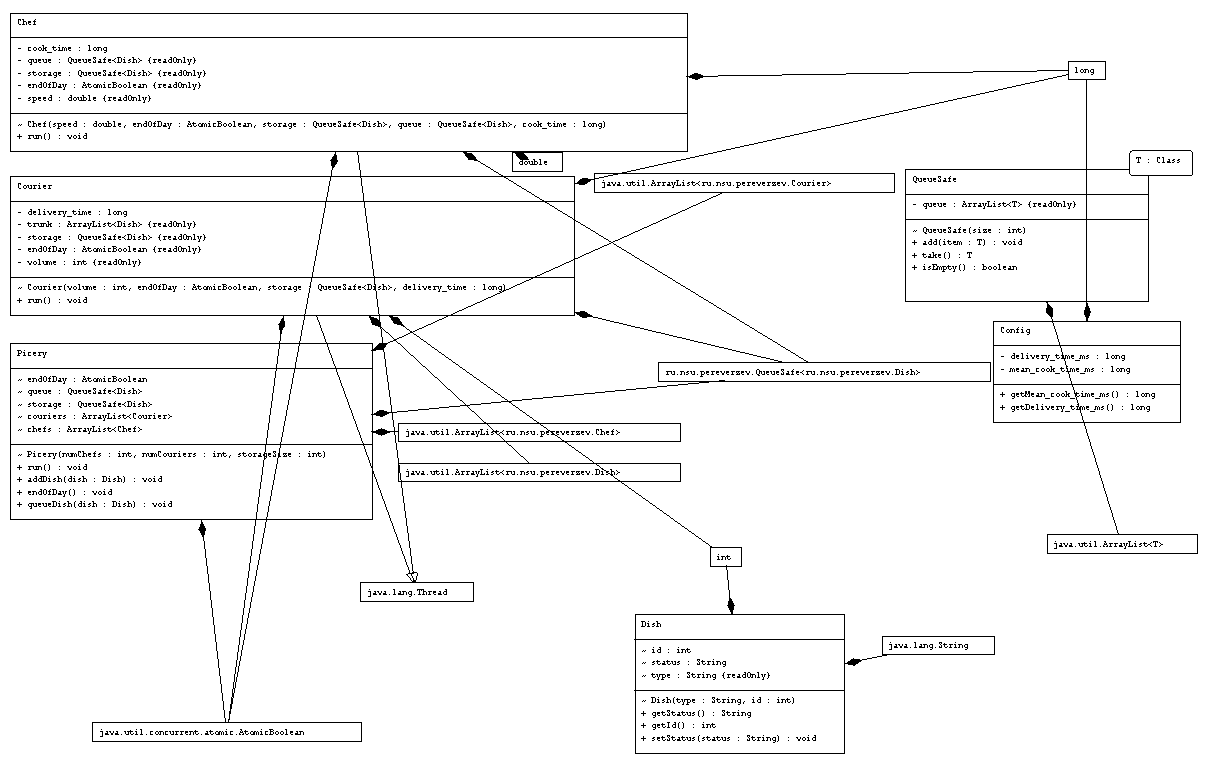 Chef
- cook_time : long
- queue : QueueSafe<Dish> {readOnly}
- storage : QueueSafe<Dish> {readOnly}
- endOfDay : AtomicBoolean {readOnly}
- speed : double {readOnly}
~ Chef(speed : double, endOfDay : AtomicBoolean, storage : QueueSafe<Dish>, queue : QueueSafe<Dish>, cook_time : long)
+ run() : void
long
double
T : Class
Courier
- delivery_time : long
- trunk : ArrayList<Dish> {readOnly}
- storage : QueueSafe<Dish> {readOnly}
- endOfDay : AtomicBoolean {readOnly}
- volume : int {readOnly}
~ Courier(volume : int, endOfDay : AtomicBoolean, storage : QueueSafe<Dish>, delivery_time : long)
+ run() : void
java.util.ArrayList<ru.nsu.pereverzev.Courier>
QueueSafe
- queue : ArrayList<T> {readOnly}
~ QueueSafe(size : int)
+ add(item : T) : void
+ take() : T
+ isEmpty() : boolean
Config
- delivery_time_ms : long
- mean_cook_time_ms : long
+ getMean_cook_time_ms() : long
+ getDelivery_time_ms() : long
Picery
~ endOfDay : AtomicBoolean
~ queue : QueueSafe<Dish>
~ storage : QueueSafe<Dish>
~ couriers : ArrayList<Courier>
~ chefs : ArrayList<Chef>
~ Picery(numChefs : int, numCouriers : int, storageSize : int)
+ run() : void
+ addDish(dish : Dish) : void
+ endOfDay() : void
+ queueDish(dish : Dish) : void
ru.nsu.pereverzev.QueueSafe<ru.nsu.pereverzev.Dish>
java.util.ArrayList<ru.nsu.pereverzev.Chef>
java.util.ArrayList<ru.nsu.pereverzev.Dish>
java.util.ArrayList<T>
int
java.lang.Thread
Dish
~ id : int
~ status : String
~ type : String {readOnly}
~ Dish(type : String, id : int)
+ getStatus() : String
+ getId() : int
+ setStatus(status : String) : void
java.lang.String
java.util.concurrent.atomic.AtomicBoolean